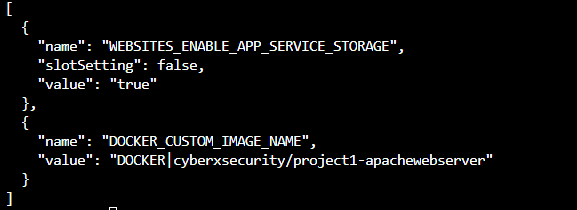 [
  {
    "name": "WEBSITES_ENABLE_APP_SERVICE_STORAGE",
    "slotSetting": false,
    "value": "true"
  },
  {
    "name": "DOCKER_CUSTOM_IMAGE_NAME",
    "value": "DOCKER|cyberxsecurity/project1-apachewebserver"
  }
]